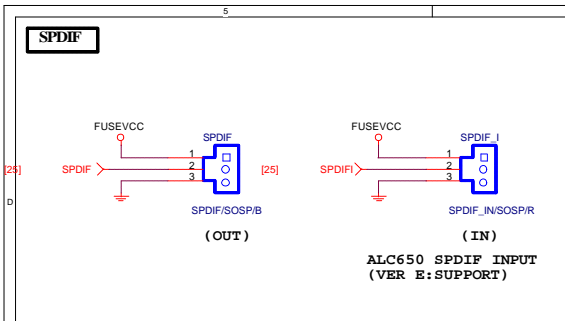 5
SPDIF
FUSEVCC
SPDIF
1
2
3
[25]
SPDIF
SPDIF/SOSP/B
(OUT)
FUSEVCC
SPDIF_I
1
2
3
[25]
SPDIFI
SPDIF_IN/SOSP/R
(IN)
D
ALC650 SPDIF INPUT
(VER E:SUPPORT)